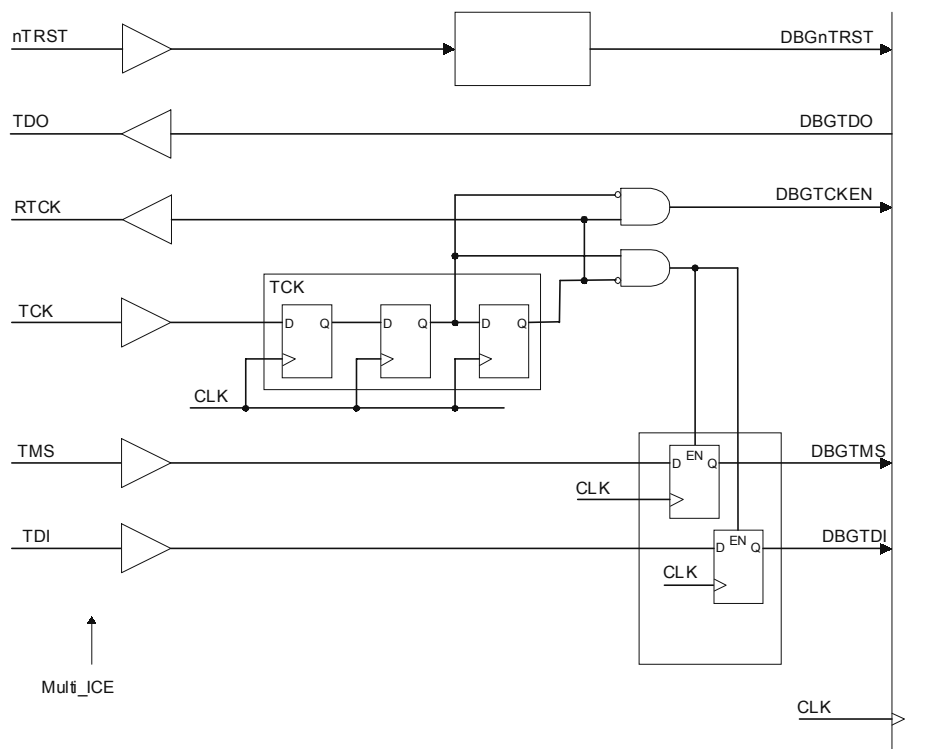 nTRST
DBGnTRST
TDO
DBGTDO
RTCK
DBGTCKEN
TCK
TCK
D Q
D Q
D Q
CLK
TMS
DBGTMS
EN
D Q
CLK
TDI
DBGTDI
EN
D Q
CLK
Multi_ICE
CLK